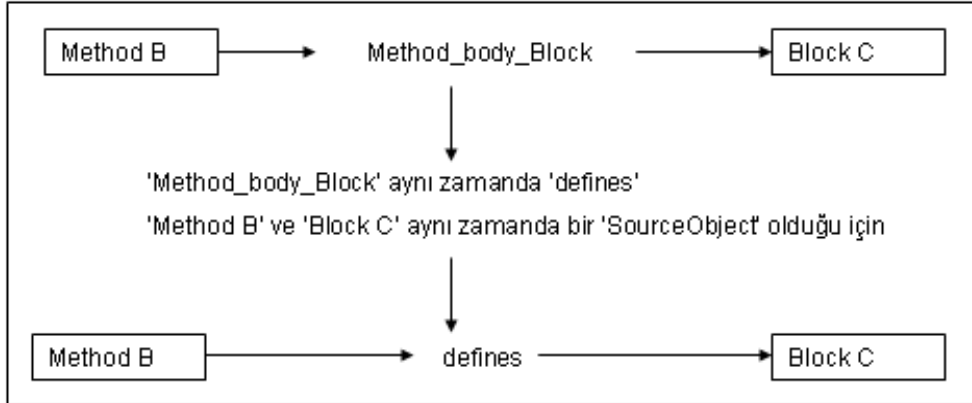 Method B Method_body_Block Block C
'Method_body_Block' aynı zamanda 'defines'
'Method B' ve 'Block C' aynı zamanda bir 'SourceObject' olduğu için
Method B defines Block C